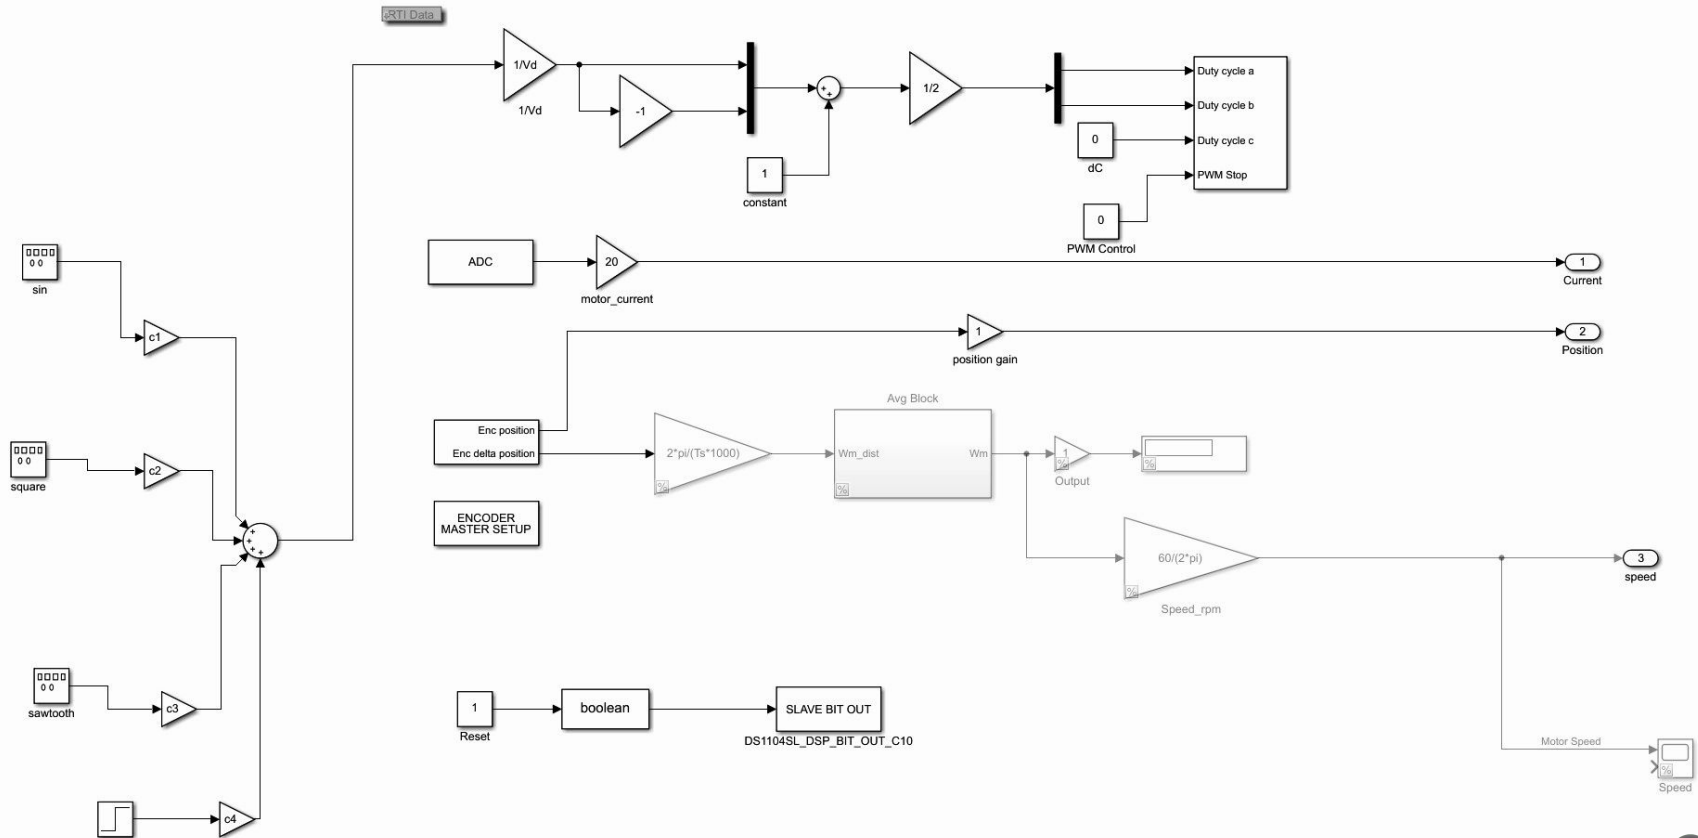 RTI Data
1/Vd
1/Vd
-1
+
+
1/2
1
constant
Duty cycle a
Duty cycle b
Duty cycle c
PWM Stop
0
dC
0
PWM Control
sin
c1
square
c2
+
+
+
+
sawtooth
c3
c4
ADC
20
motor_current
1
Current
1
position gain
2
Position
Enc position
Enc delta position
2*pi/(Ts*1000)
%
Avg Block
Wm_dist
Wm
%
1
%
Output
%
ENCODER
MASTER SETUP
60/(2*pi)
%
Speed_rpm
3
speed
1
Reset
boolean
SLAVE BIT OUT
DS1104SL_DSP_BIT_OUT_C10
Motor Speed
%
Speed